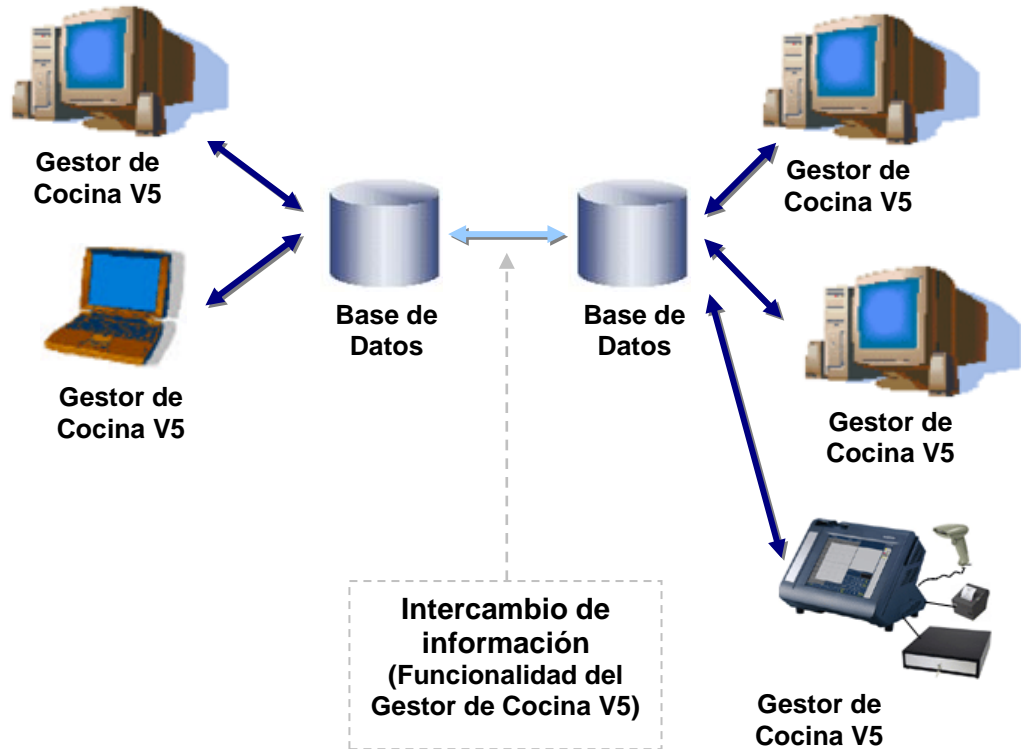 Gestor de
Cocina V5
Gestor de
Cocina V5
Base de
Datos
Base de
Datos
Gestor de
Cocina V5
Gestor de
Cocina V5
Intercambio de
información
(Funcionalidad del
Gestor de Cocina V5)
Gestor de
Cocina V5